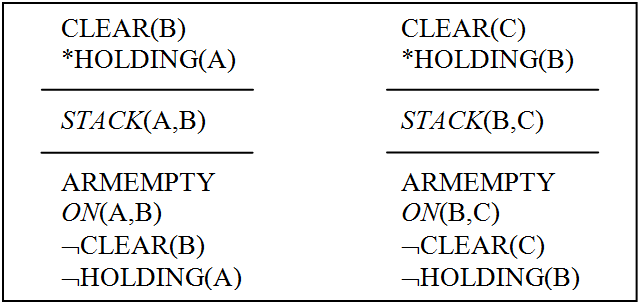 CLEAR(B)
*HOLDING(A)
STACK(A,B)
ARMEMPTY
ON(A,B)
¬CLEAR(B)
¬HOLDING(A)
CLEAR(C)
*HOLDING(B)
STACK(B,C)
ARMEMPTY
ON(B,C)
¬CLEAR(C)
¬HOLDING(B)